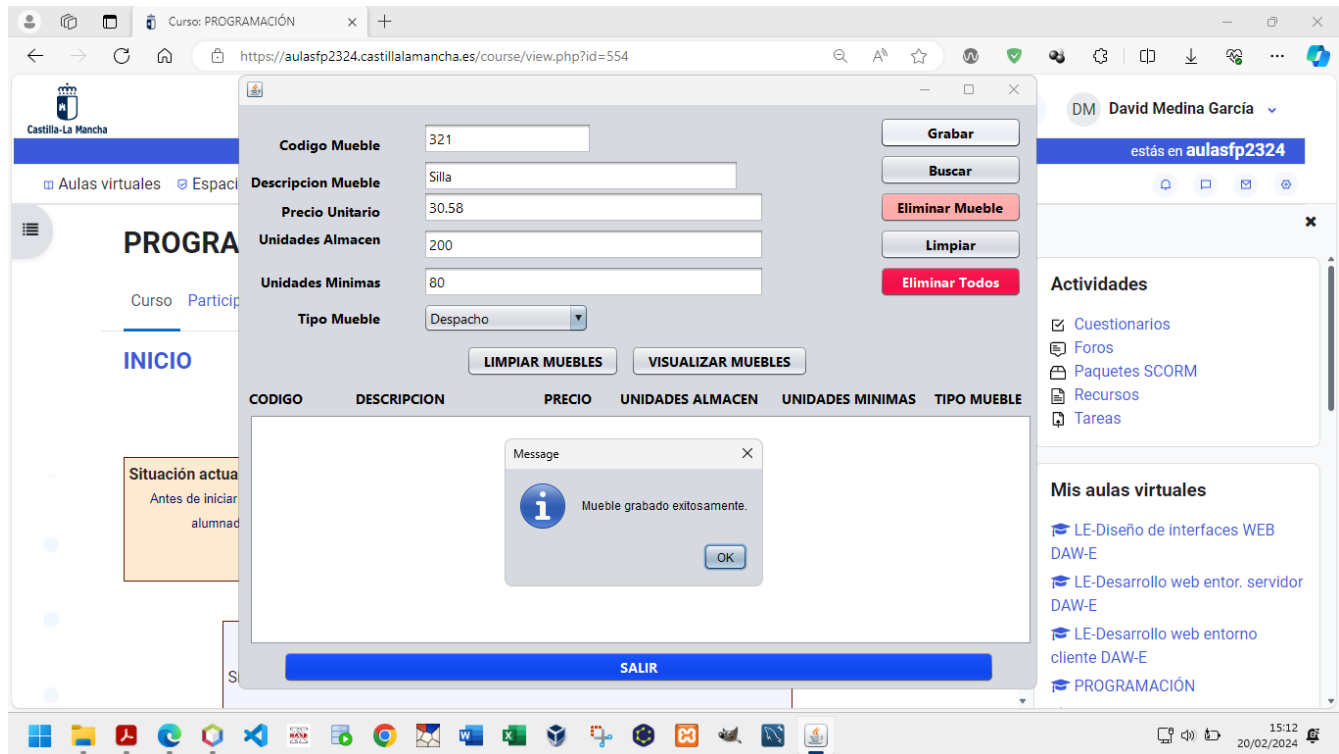 Curso: PROGRAMACIÓN
https://aulasfp2324.castillalamancha.es/course/view.php?id=554
Castilla-La Mancha
DM David Medina García
estás en aulasfp2324
Aulas virtuales Espaci
PROGRA
Curso Particip
INICIO
Situación actua
Antes de iniciar
alumnad
Si
Codigo Mueble 321
Descripcion Mueble Silla
Precio Unitario 30.58
Unidades Almacen 200
Unidades Minimas 80
Tipo Mueble Despacho
Grabar
Buscar
Eliminar Mueble
Limpiar
Eliminar Todos
LIMPIAR MUEBLES VISUALIZAR MUEBLES
CODIGO DESCRIPCION PRECIO UNIDADES ALMACEN UNIDADES MINIMAS TIPO MUEBLE
Message
Mueble grabado exitosamente.
OK
SALIR
Actividades
Cuestionarios
Foros
Paquetes SCORM
Recursos
Tareas
Mis aulas virtuales
LE-Diseño de interfaces WEB
DAW-E
LE-Desarrollo web entor. servidor
DAW-E
LE-Desarrollo web entorno
cliente DAW-E
PROGRAMACIÓN
15:12
20/02/2024